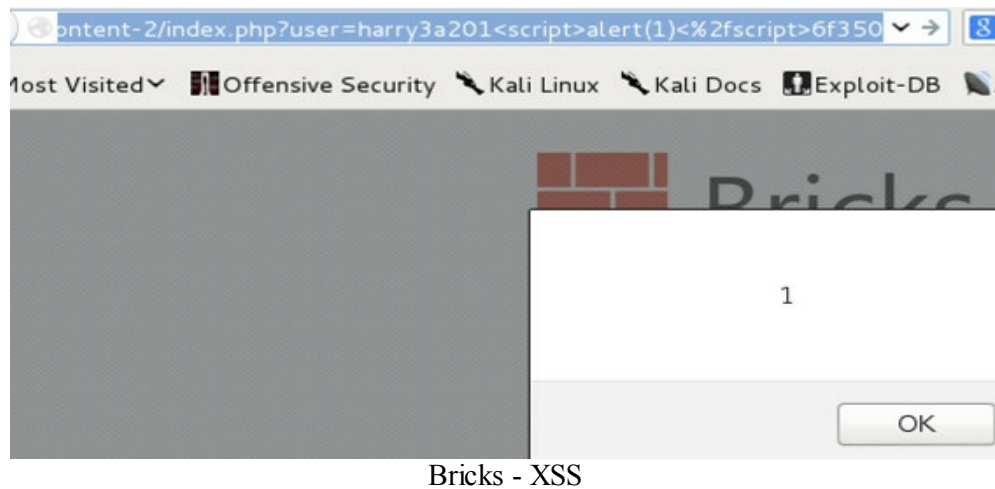 ontent-2/index.php?user=harry3a201<script>alert(1)<%2fscript>6f350
Most Visited Offensive Security Kali Linux Kali Docs Exploit-DB
Bricks
1
OK
Bricks - XSS